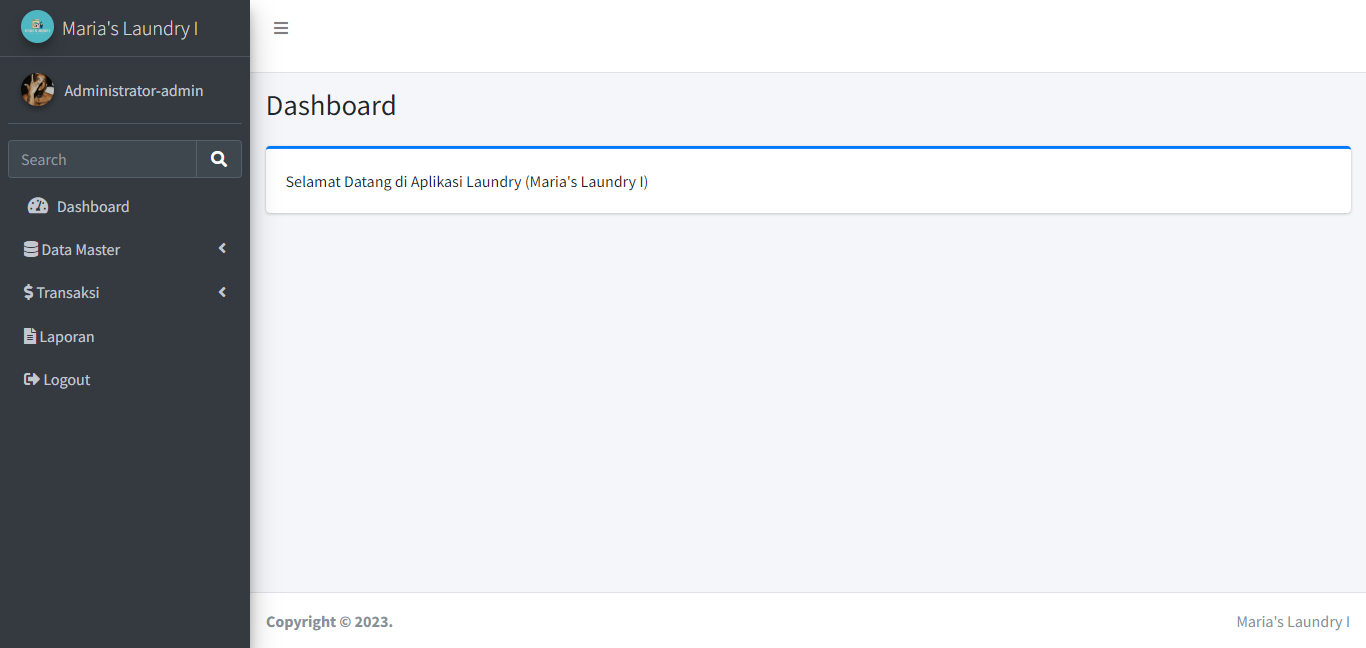 Maria's Laundry I
Administrator-admin
Search
Dashboard
Data Master
Transaksi
Laporan
Logout
Dashboard
Selamat Datang di Aplikasi Laundry (Maria's Laundry I)
Copyright © 2023.
Maria's Laundry I